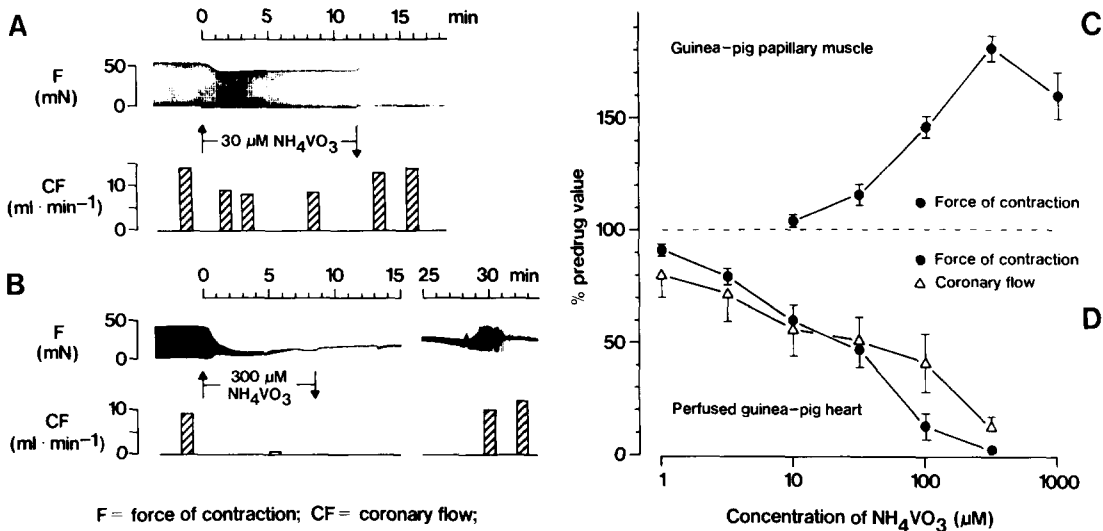 A
0 5 10 15 min
F
(mN)
50
0
30 μM NH4VO3
CF
(ml · min−1)
10
0
B
0 5 10 15 25 30 min
F
(mN)
50
0
300 μM
NH4VO3
CF
(ml · min−1)
10
0
F = force of contraction; CF = coronary flow;
C
Guinea-pig papillary muscle
150
100
50
0
% predrug value
Force of contraction
Force of contraction
Coronary flow
D
Perfused guinea-pig heart
1 10 100 1000
Concentration of NH4VO3 (μM)